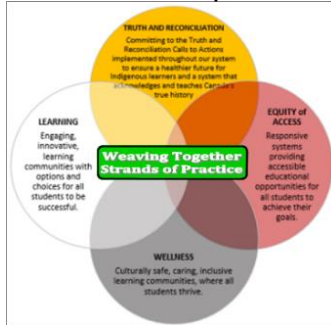 TRUTH AND RECONCILIATION
Committing to the Truth and
Reconciliation Calls to Actions
implemented throughout our system
to ensure a healthier future for
Indigenous learners and a system that
acknowledges and teaches Canada's
true history
LEARNING
Engaging,
innovative,
learning
communities with
options and
choices for all
students to be
successful.
Weaving Together
Strands of Practice
EQUITY of
ACCESS
Responsive
systems
providing
accessible
educational
opportunities for
all students to
achieve their
goals.
WELLNESS
Culturally safe, caring, inclusive
learning communities, where all
students thrive.